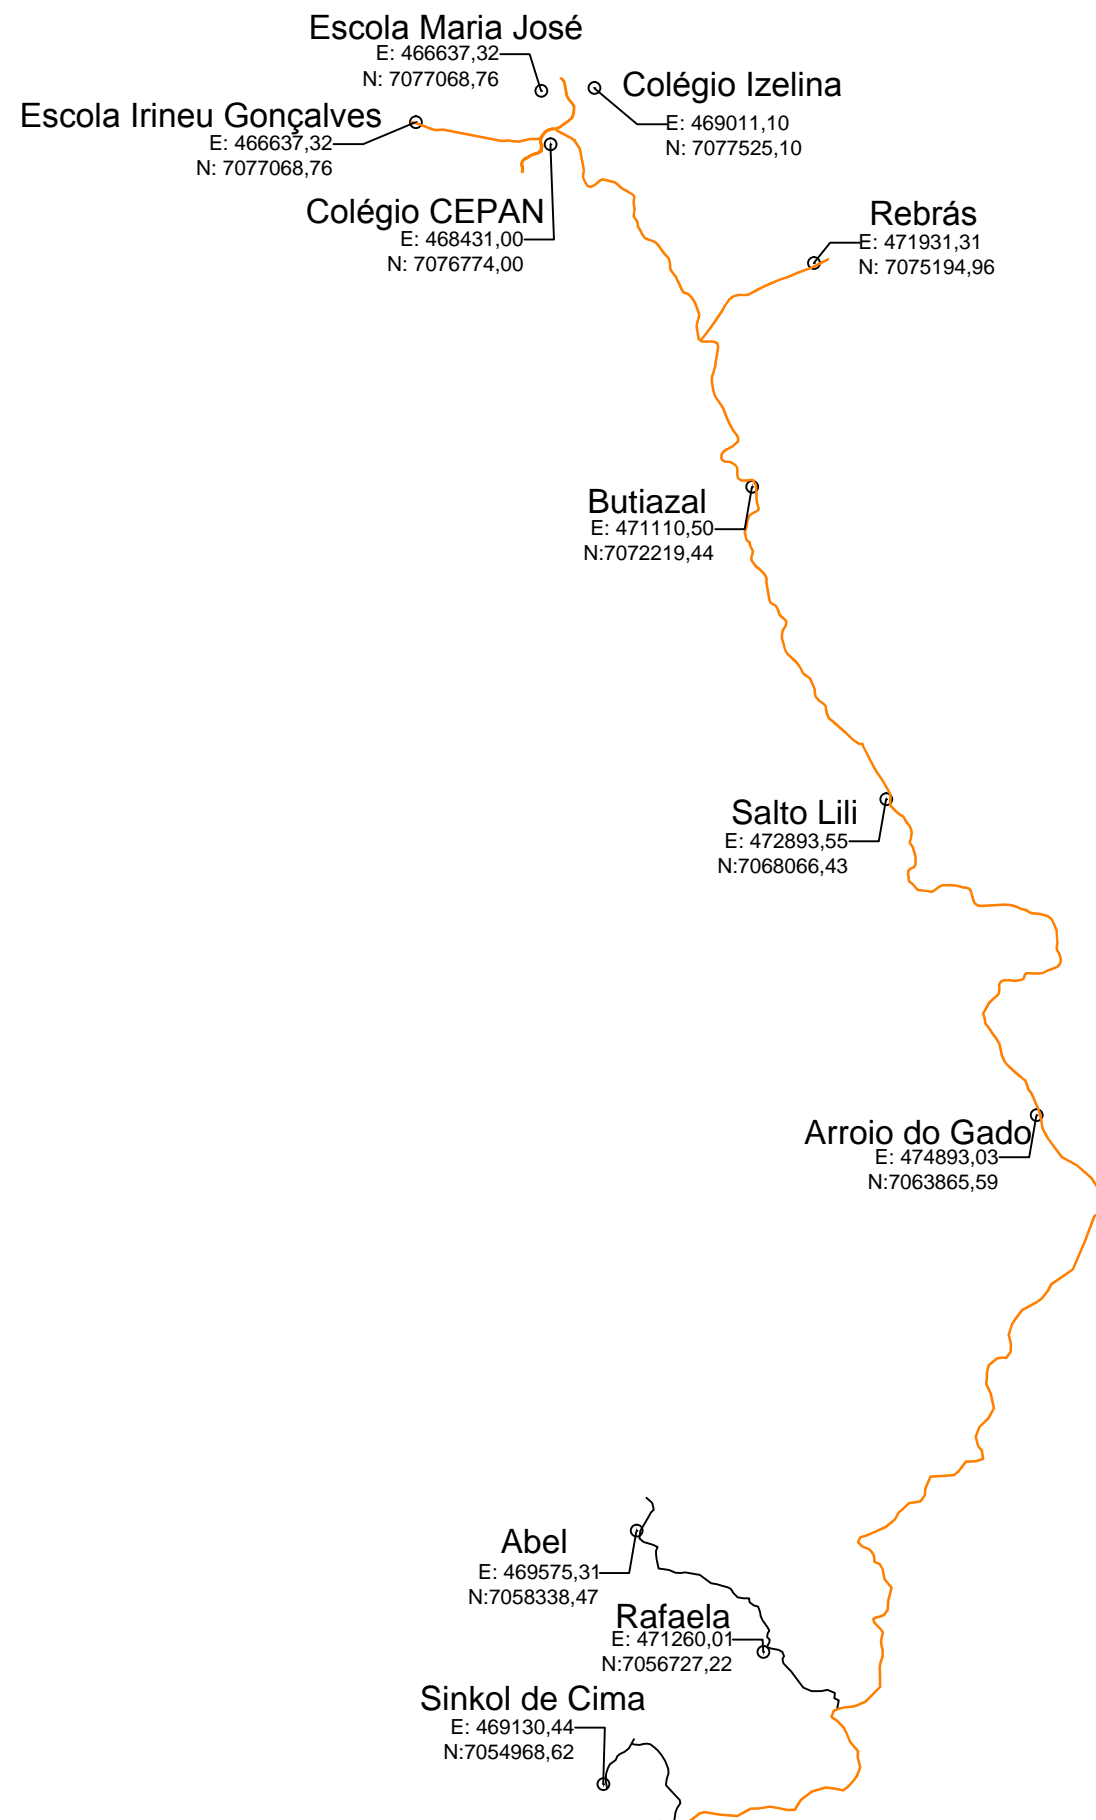 Escola Maria José
E: 466637,32
N: 7077068,76
Colégio Izelina
E: 469011,10
N: 7077525,10
Escola Irineu Gonçalves
E: 466637,32
N: 7077068,76
Colégio CEPAN
E: 468431,00
N: 7076774,00
Rebrás
E: 471931,31
N: 7075194,96
Butiazal
E: 471110,50
N:7072219,44
Salto Lili
E: 472893,55
N:7068066,43
Arroio do Gado
E: 474893,03
N:7063865,59
Abel
E: 469575,31
N:7058338,47
Rafaela
E: 471260,01
N:7056727,22
Sinkol de Cima
E: 469130,44
N:7054968,62